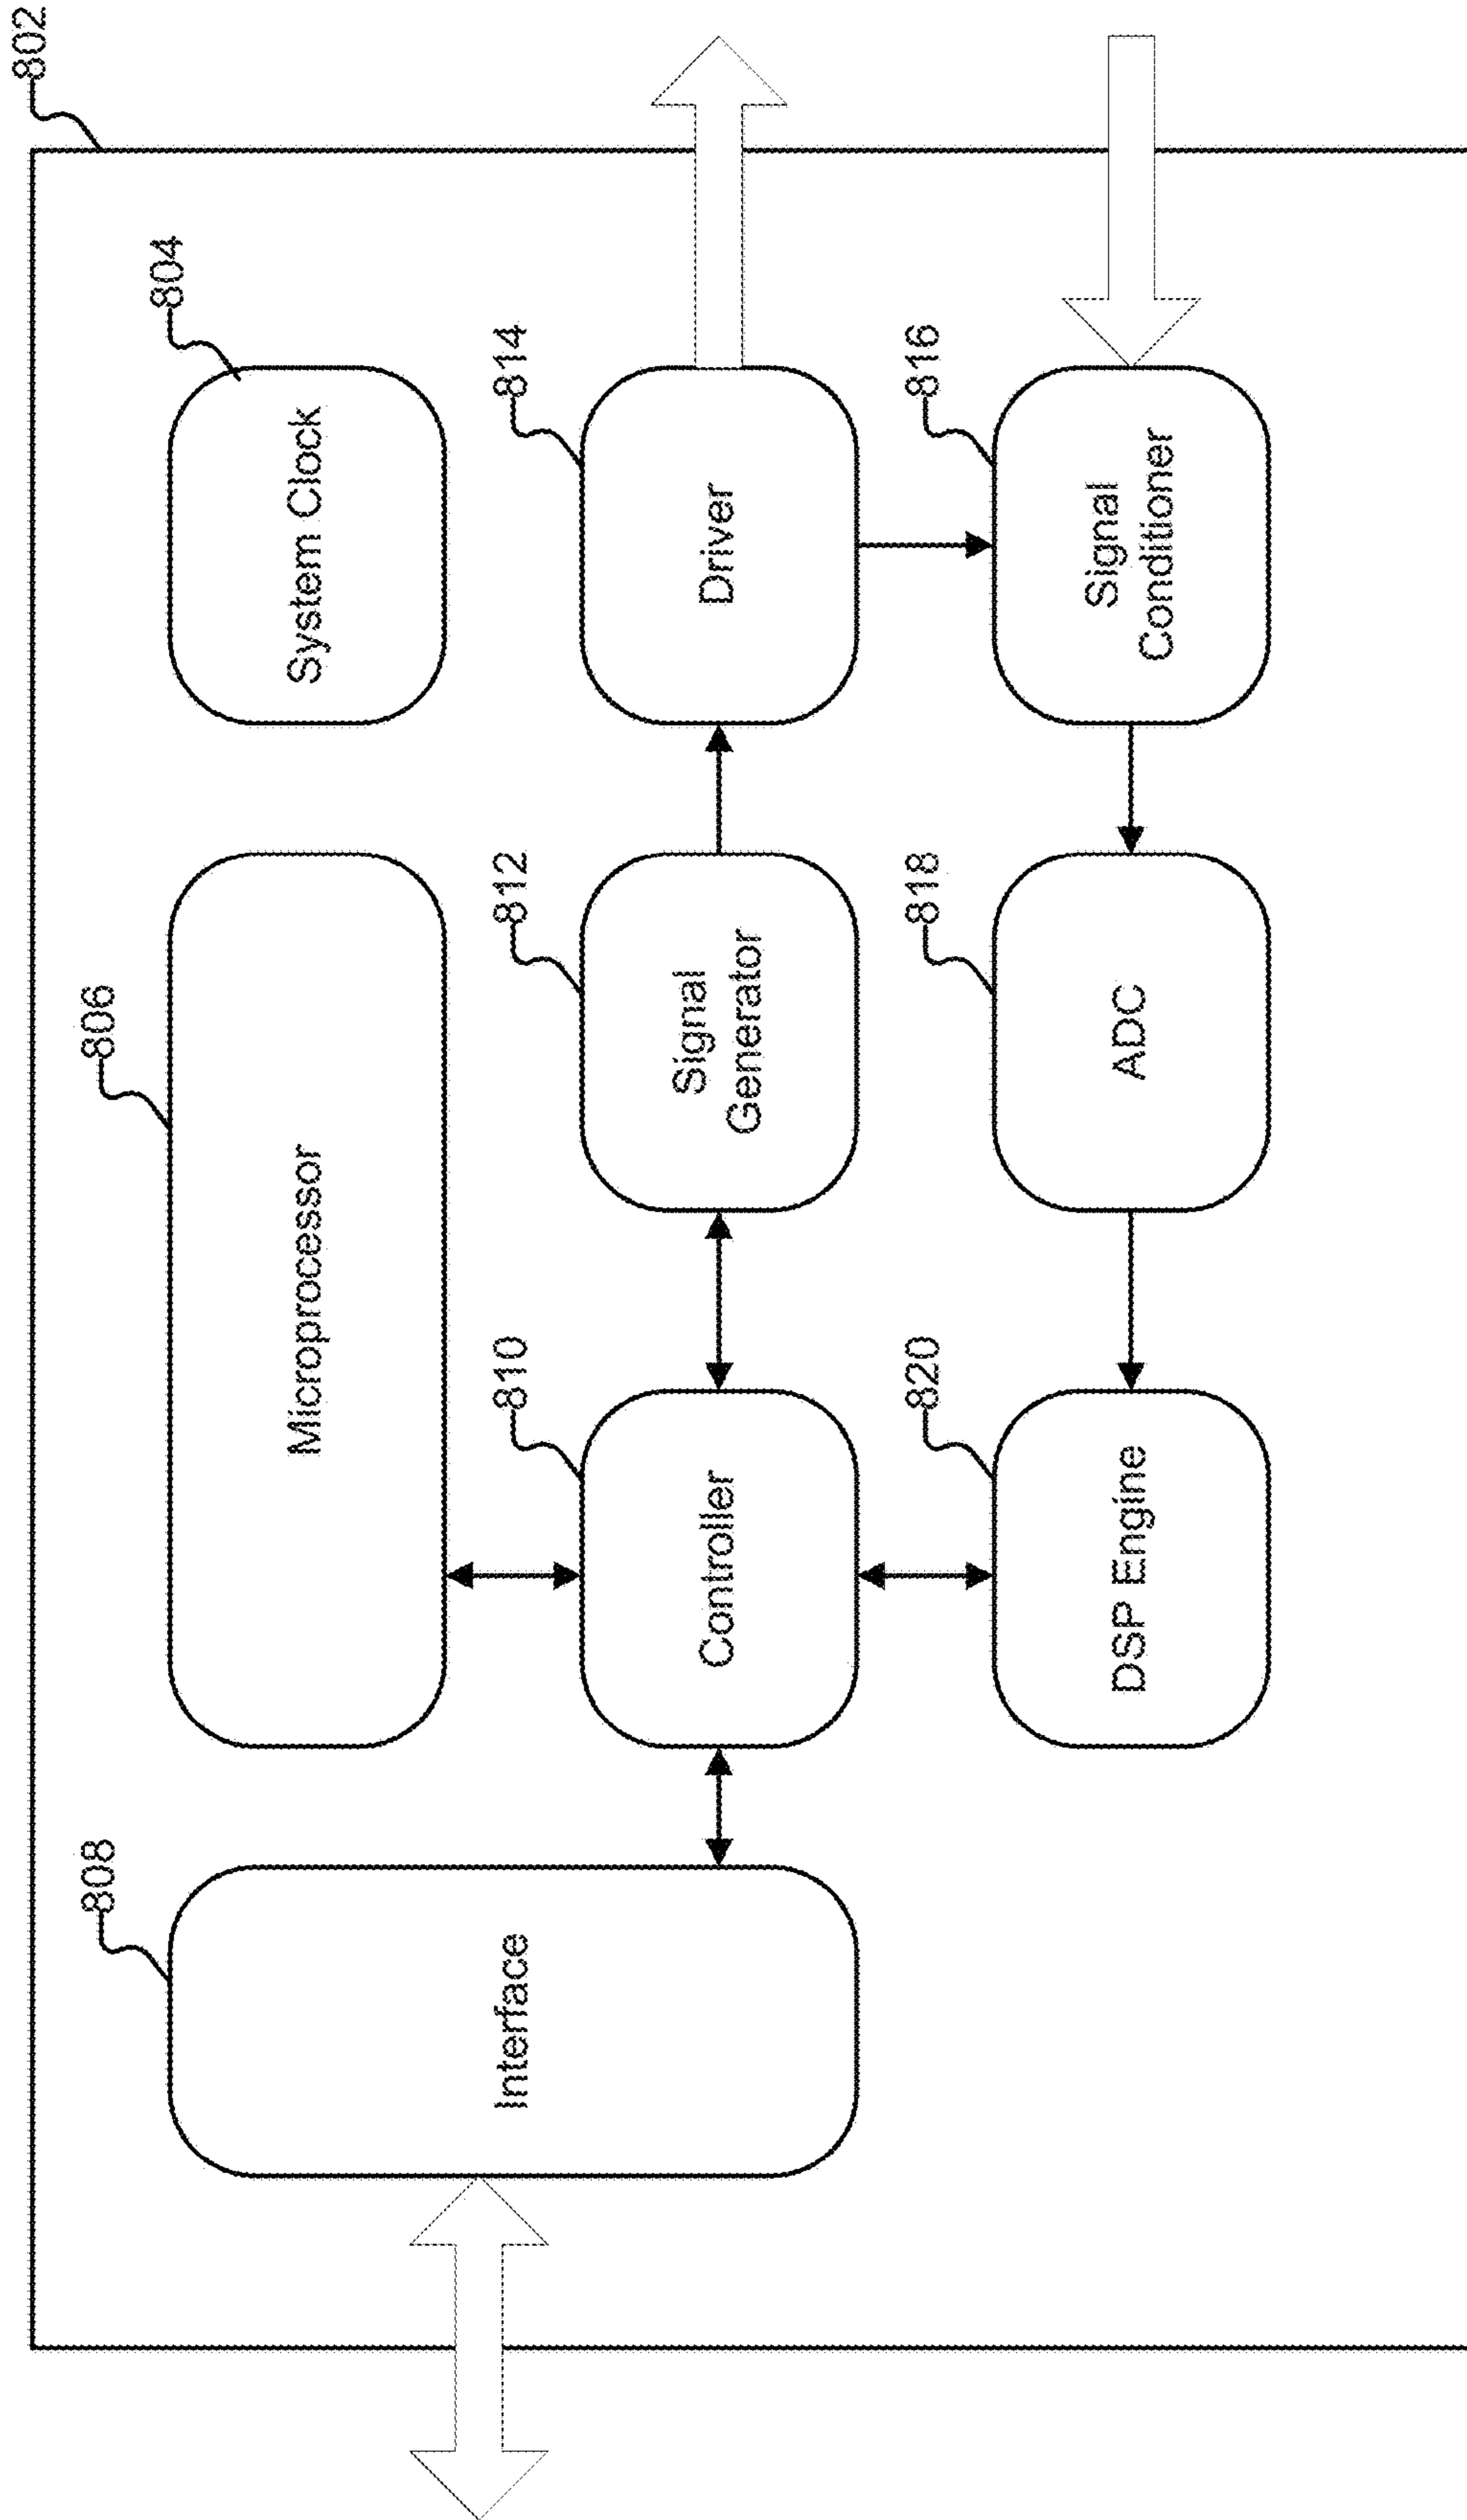 802
806
804
Microprocessor
System Clock
808
Interface
810
Controller
812
Signal
Generator
814
Driver
820
DSP Engine
818
ADC
816
Signal
Conditioner